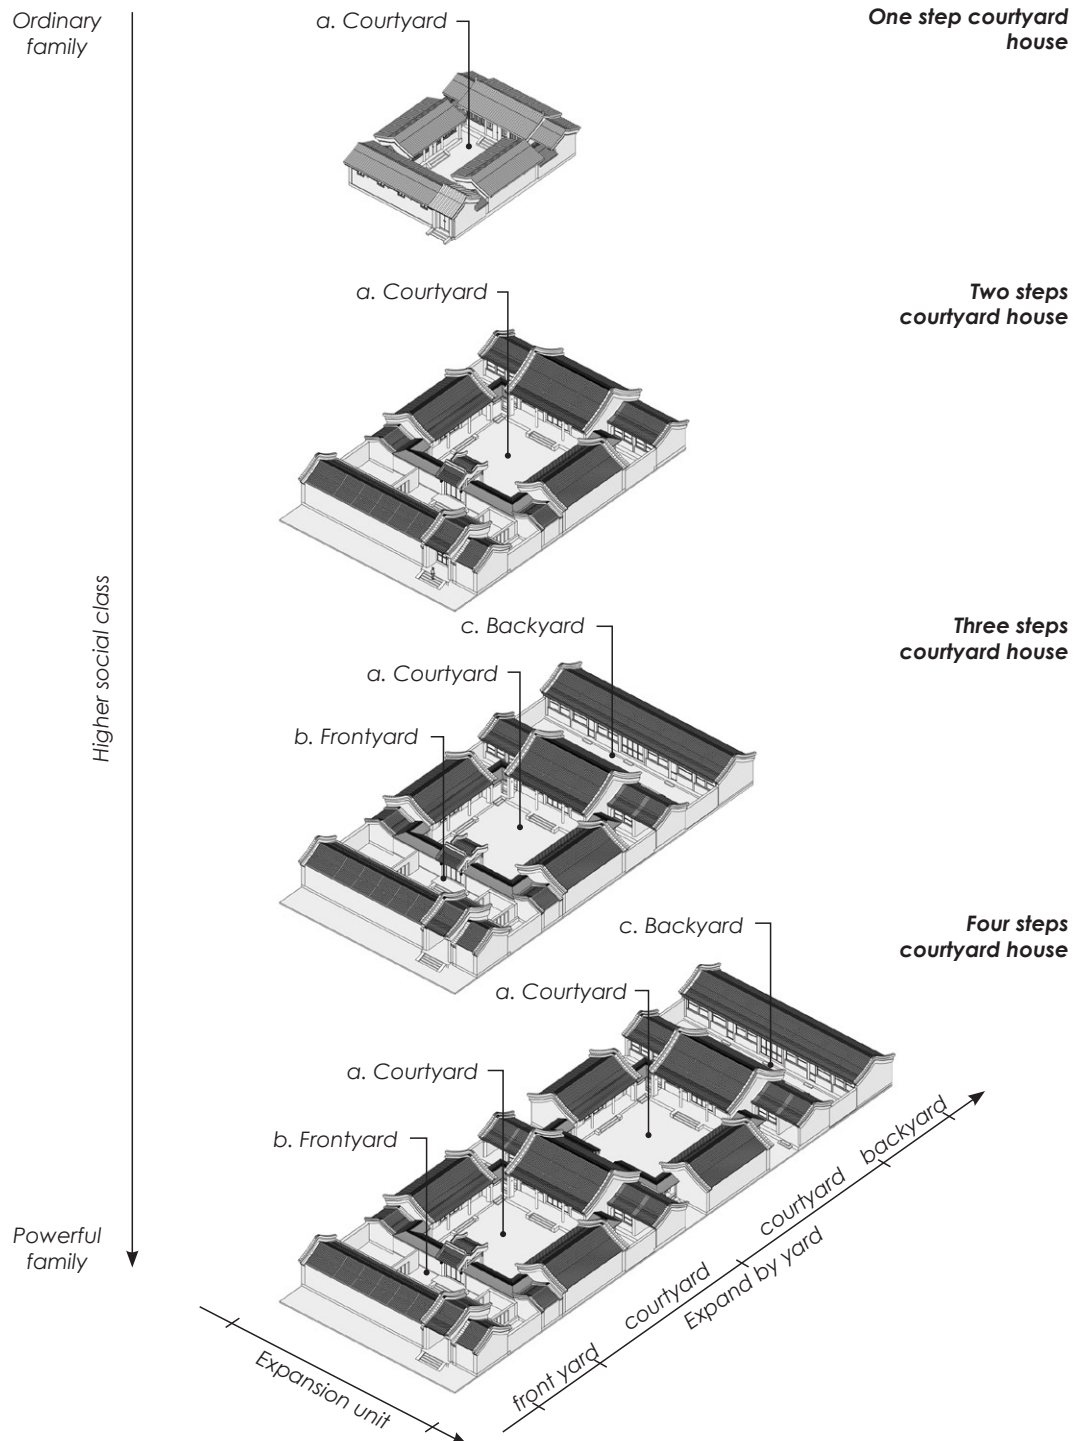 Ordinary
family
a. Courtyard
One step courtyard
house
a. Courtyard
Two steps
courtyard house
Higher social class
c. Backyard
Three steps
courtyard house
a. Courtyard
b. Frontyard
c. Backyard
Four steps
courtyard house
a. Courtyard
a. Courtyard
b. Frontyard
Powerful
family
Expansion unit
front yard
courtyard
courtyard
backyard
Expand by yard